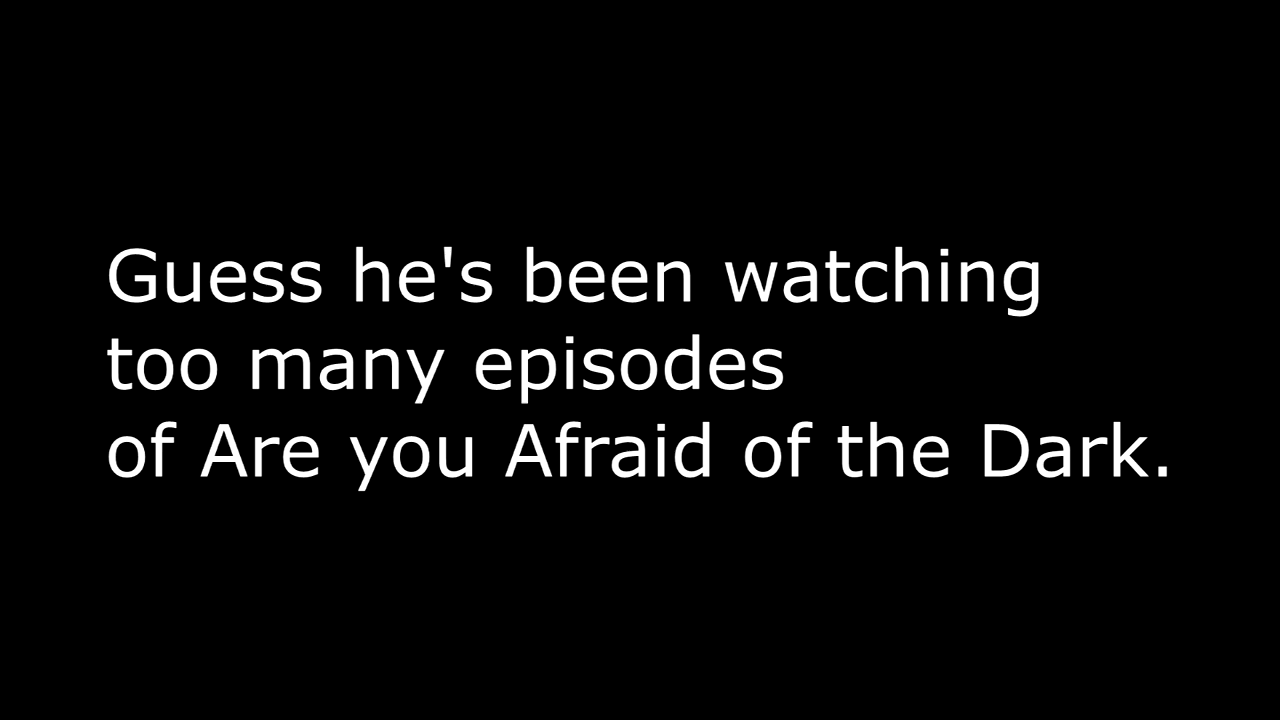 Guess he's been watching
too many episodes
of Are you Afraid of the Dark.